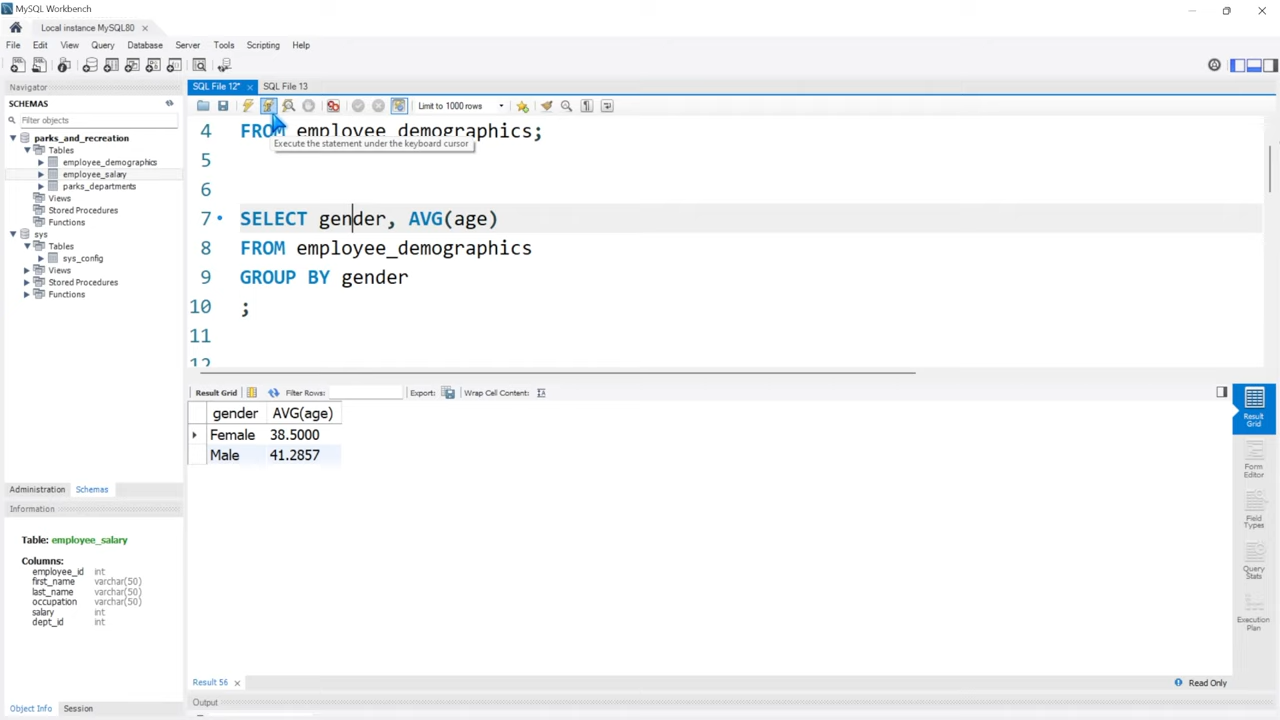 MySQL Workbench
Local instance MySQL80
File Edit View Query Database Server Tools Scripting Help
Navigator
SCHEMAS
Filter objects
parks_and_recreation
Tables
employee_demographics
employee_salary
parks_departments
Views
Stored Procedures
Functions
sys
Tables
sys_config
Views
Stored Procedures
Functions
Administration Schemas
Information
Table: employee_salary
Columns:
employee_id int
first_name varchar(50)
last_name varchar(50)
occupation varchar(50)
salary int
dept_id int
Object Info Session
SQL File 12* SQL File 13
Limit to 1000 rows
4 FROM employee_demographics;
Execute the statement under the keyboard cursor
5
6
7 SELECT gender, AVG(age)
8 FROM employee_demographics
9 GROUP BY gender
10 ;
11
12
Result Grid Filter Rows: Export: Wrap Cell Content:
gender AVG(age)
Female 38.5000
Male 41.2857
Result Grid
Form Editor
Field Types
Query Stats
Execution Plan
Result 56 Read Only
Output